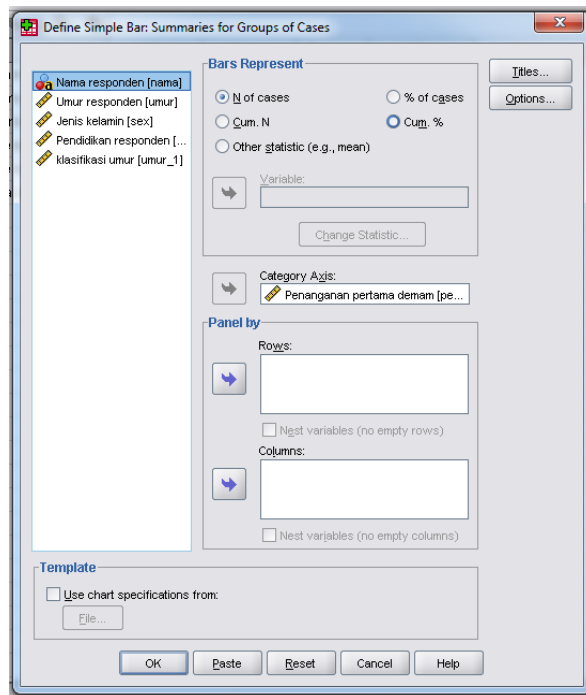 Define Simple Bar: Summaries for Groups of Cases
Nama responden [nama]
Umur responden [umur]
Jenis kelamin [sex]
Pendidikan responden [...
klasifikasi umur [umur_1]
Bars Represent
N of cases
% of cases
Cum. N
Cum. %
Other statistic (e.g., mean)
Variable:
Change Statistic...
Category Axis:
Penanganan pertama demam [pe...
Panel by
Rows:
Nest variables (no empty rows)
Columns:
Nest variables (no empty columns)
Titles...
Options...
Template
Use chart specifications from:
File...
OK
Paste
Reset
Cancel
Help